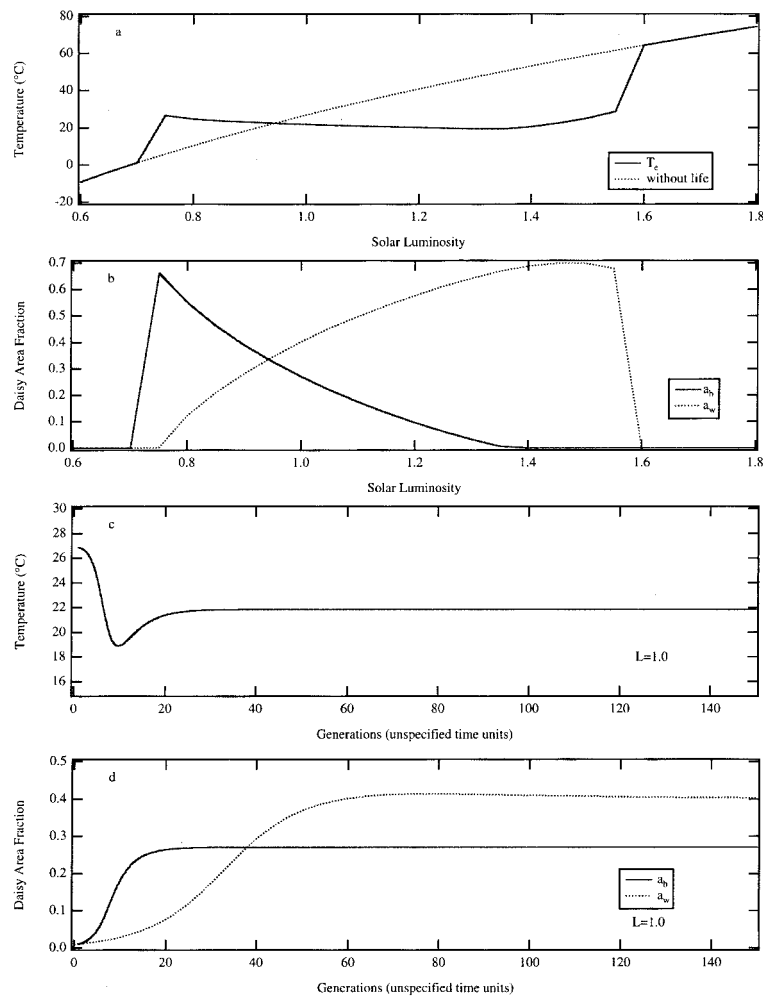 a
80
60
40
20
0
-20
Temperature (°C)
T_e
without life
0.6 0.8 1.0 1.2 1.4 1.6 1.8
Solar Luminosity
b
0.7
0.6
0.5
0.4
0.3
0.2
0.1
0.0
Daisy Area Fraction
a_b
a_w
0.6 0.8 1.0 1.2 1.4 1.6 1.8
Solar Luminosity
c
30
28
26
24
22
20
18
16
Temperature (°C)
L=1.0
0 20 40 60 80 100 120 140
Generations (unspecified time units)
d
0.5
0.4
0.3
0.2
0.1
0.0
Daisy Area Fraction
a_b
a_w
L=1.0
0 20 40 60 80 100 120 140
Generations (unspecified time units)